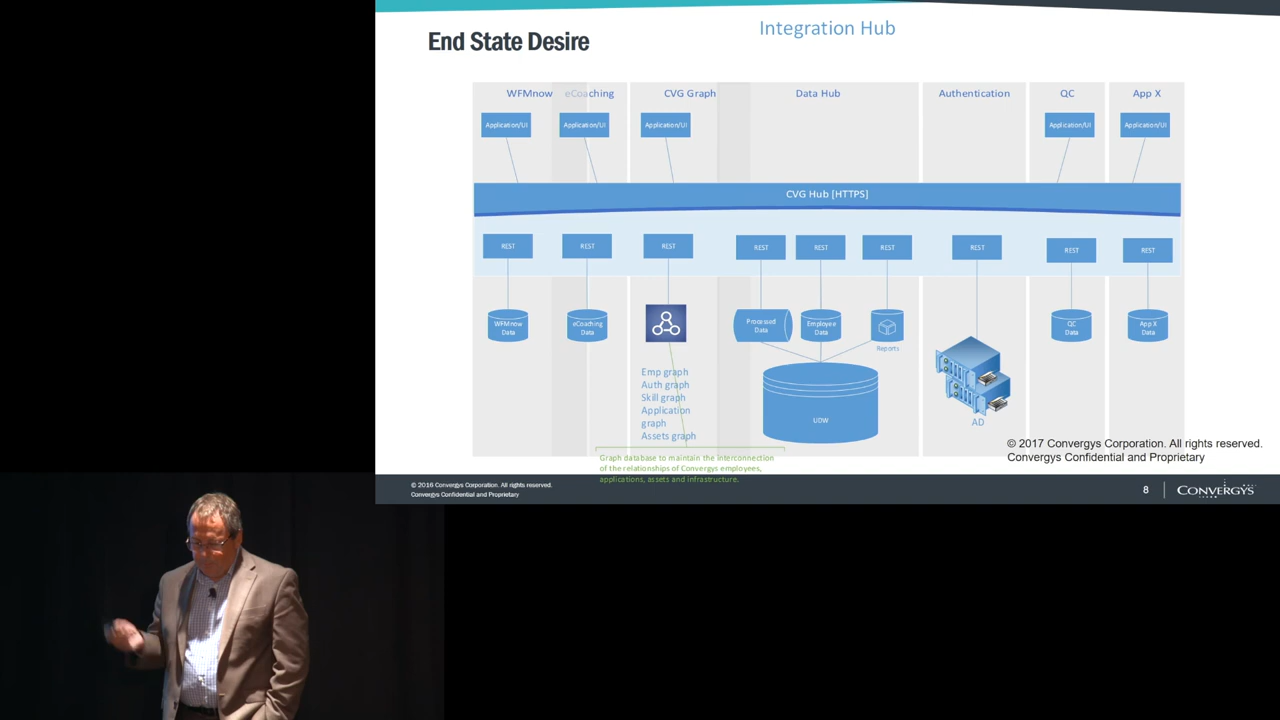 Integration Hub
End State Desire
WFMnow
eCoaching
CVG Graph
Data Hub
Authentication
QC
App X
Application/UI
Application/UI
Application/UI
Application/UI
Application/UI
CVG Hub [HTTPS]
REST
REST
REST
REST
REST
REST
REST
REST
REST
WFMnow
Data
eCoaching
Data
Processed
Data
Employee
Data
Reports
QC
Data
App X
Data
Emp graph
Auth graph
Skill graph
Application
graph
Assets graph
UDW
AD
Graph database to maintain the interconnection
of the relationships of Convergys employees,
applications, assets and infrastructure.
© 2017 Convergys Corporation. All rights reserved.
Convergys Confidential and Proprietary
© 2016 Convergys Corporation. All rights reserved.
Convergys Confidential and Proprietary
8
CONVERGYS